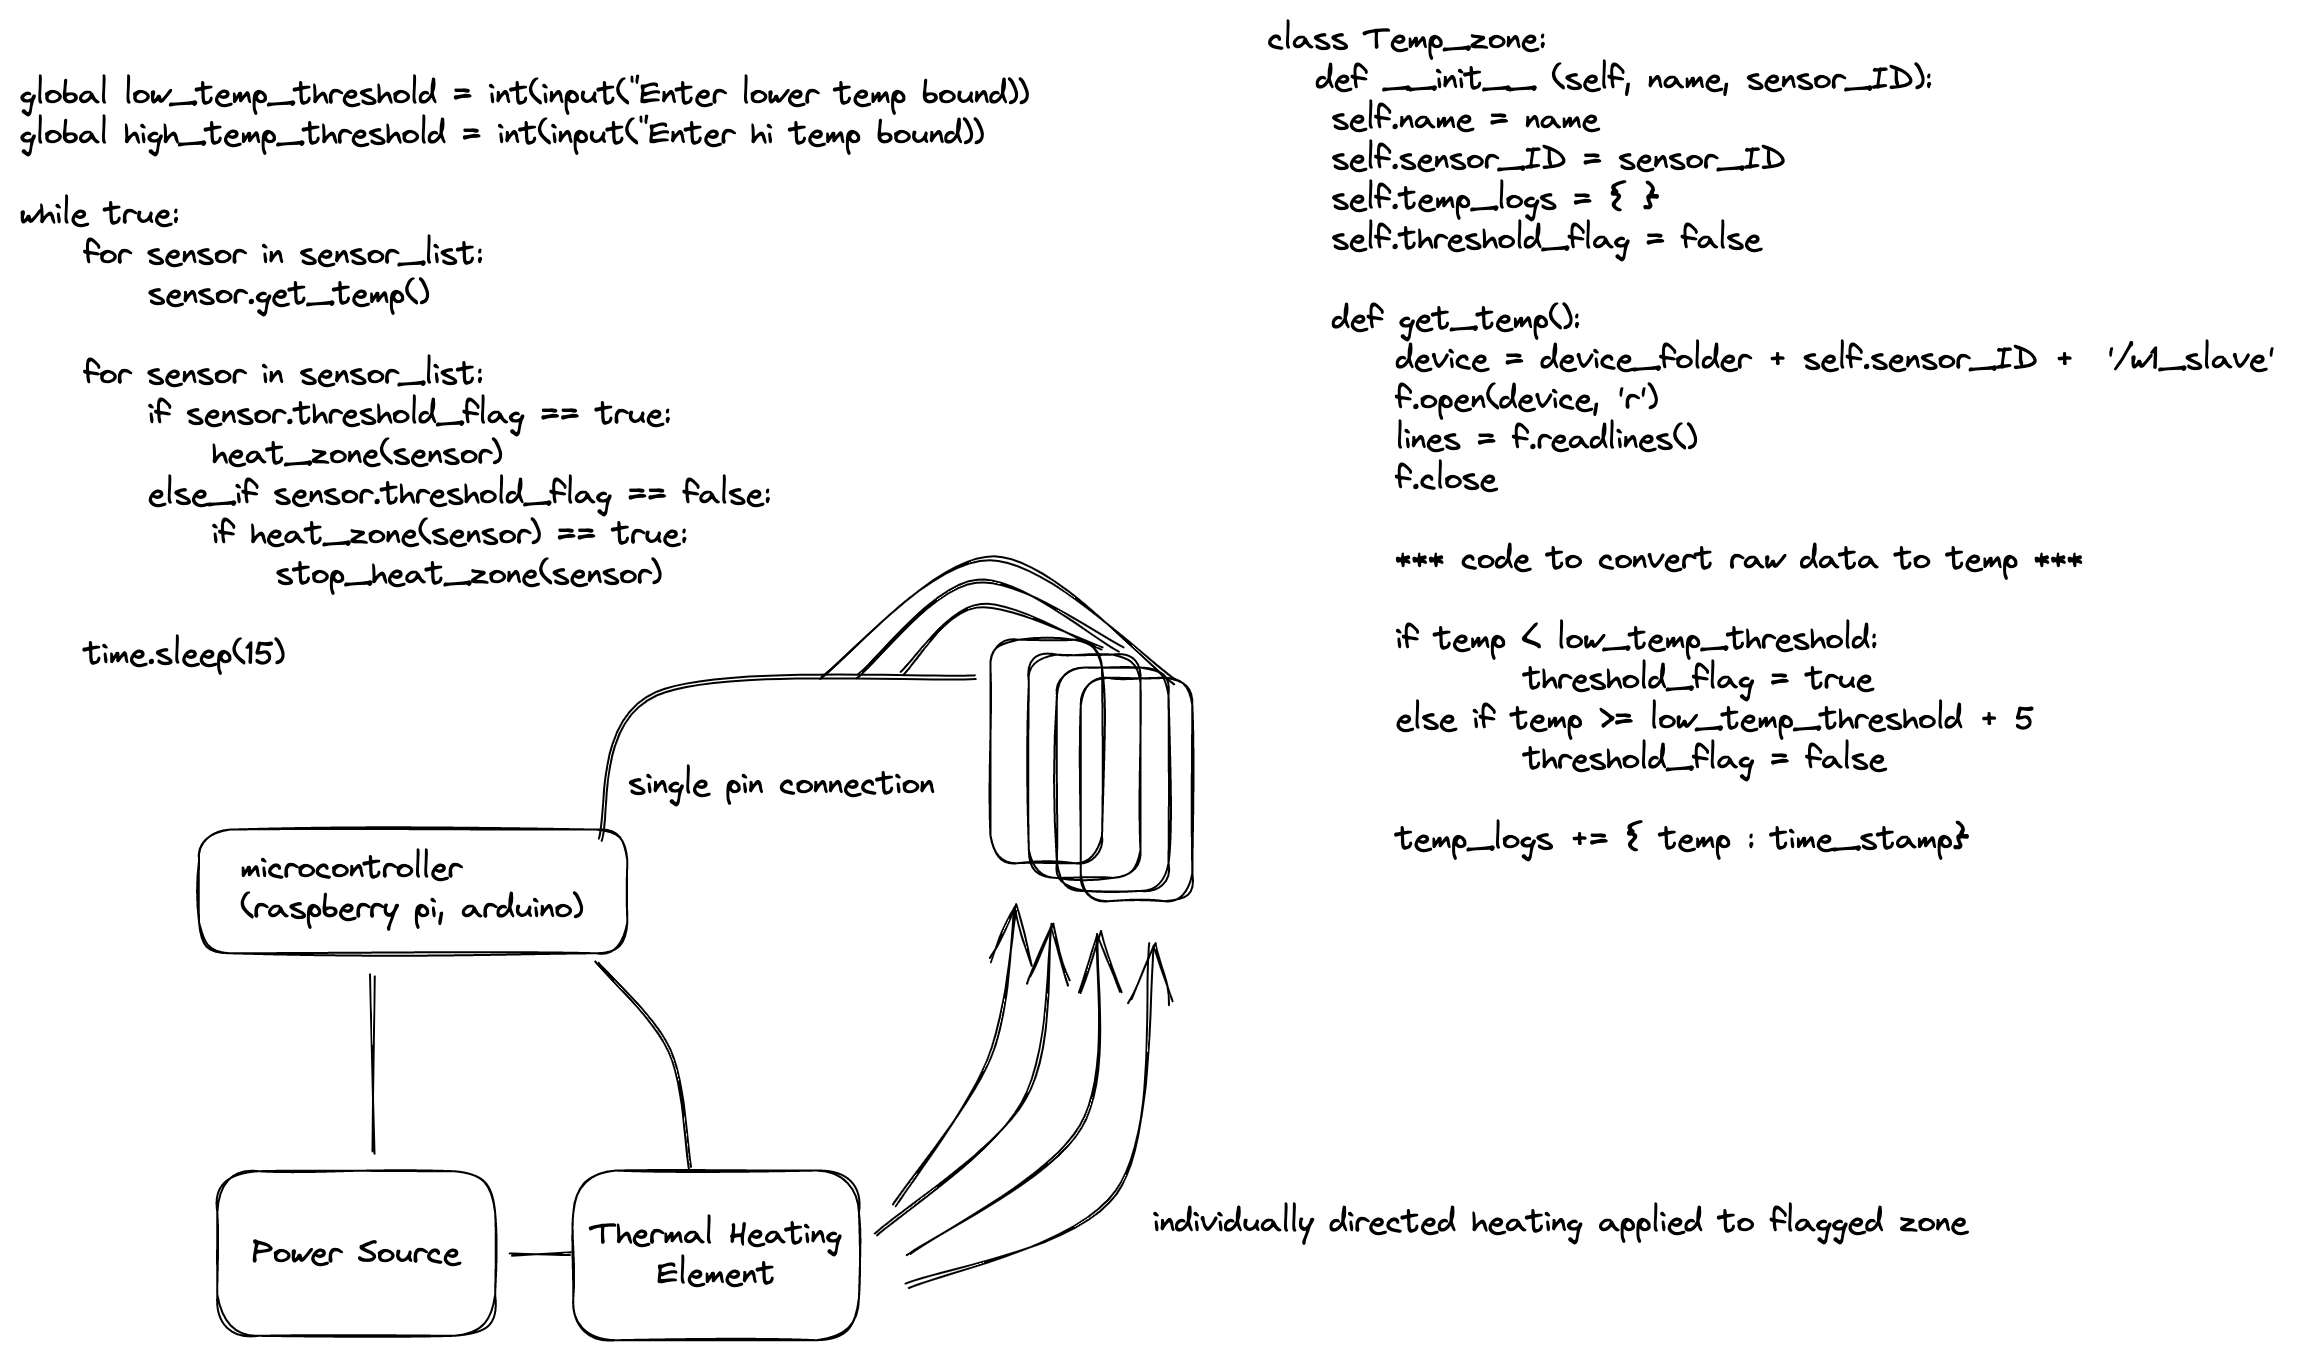 global low_temp_threshold = int(input("Enter lower temp bound))
global high_temp_threshold = int(input("Enter hi temp bound))
while true:
for sensor in sensor_list:
sensor.get_temp()
for sensor in sensor_list:
if sensor.threshold_flag == true:
heat_zone(sensor)
else_if sensor.threshold_flag == false:
if heat_zone(sensor) == true:
stop_heat_zone(sensor)
time.sleep(15)
class Temp_zone:
def __init__ (self, name, sensor_ID):
self.name = name
self.sensor_ID = sensor_ID
self.temp_logs = { }
self.threshold_flag = false
def get_temp():
device = device_folder + self.sensor_ID + '/w1_slave'
f.open(device, 'r')
lines = f.readlines()
f.close
*** code to convert raw data to temp ***
if temp < low_temp_threshold:
threshold_flag = true
else if temp >= low_temp_threshold + 5
threshold_flag = false
temp_logs += { temp : time_stamp}
single pin connection
microcontroller
(raspberry pi, arduino)
Power Source
Thermal Heating
Element
individually directed heating applied to flagged zone